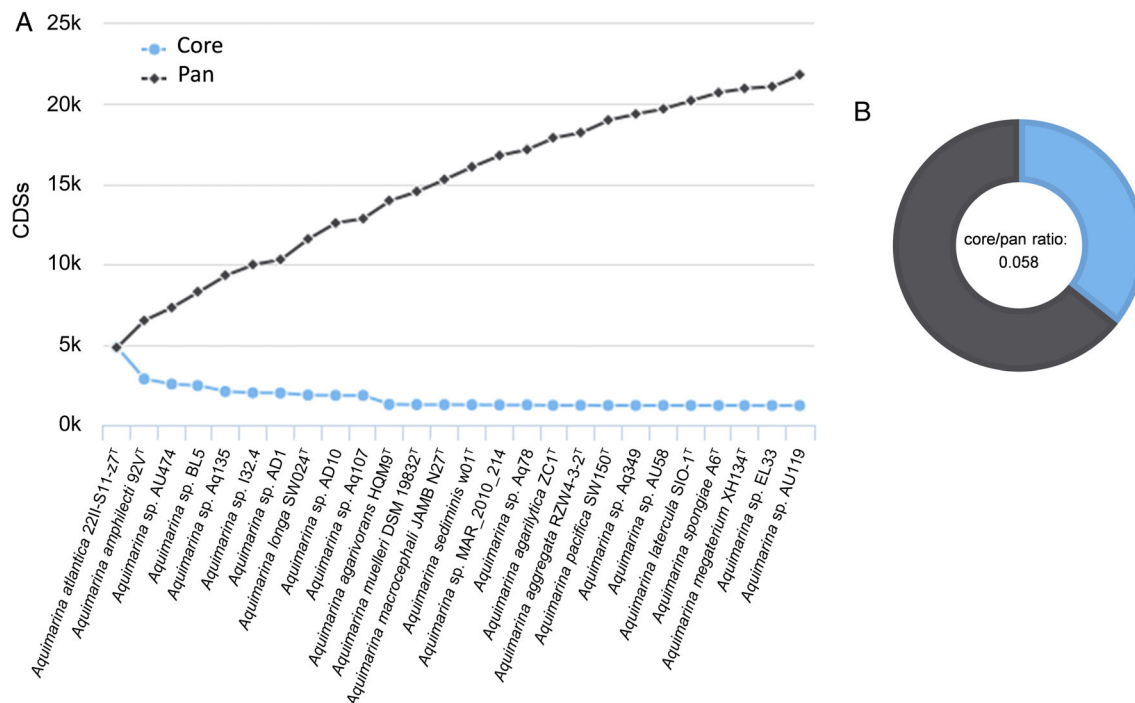 A
25k
20k
15k
10k
5k
0k
CDSs
Core
Pan
Aquimarina atlantica 22II-S11-z7ᵀ
Aquimarina amphilecti 92Vᵀ
Aquimarina sp. AU474
Aquimarina sp. BL5
Aquimarina sp. Aq135
Aquimarina sp. I32.4
Aquimarina sp. AD1
Aquimarina longa SW024ᵀ
Aquimarina sp. AD10
Aquimarina sp. Aq107
Aquimarina agarivorans HQM9ᵀ
Aquimarina muelleri DSM 19832ᵀ
Aquimarina macrocephali JAMB N27ᵀ
Aquimarina sediminis w01ᵀ
Aquimarina sp. MAR_2010_214
Aquimarina sp. Aq78
Aquimarina agarilytica ZC1ᵀ
Aquimarina aggregata RZW4-3-2ᵀ
Aquimarina pacifica SW150ᵀ
Aquimarina sp. Aq349
Aquimarina sp. AU58
Aquimarina latercula SIO-1ᵀ
Aquimarina spongiae A6ᵀ
Aquimarina megaterium XH134ᵀ
Aquimarina sp. EL33
Aquimarina sp. AU119
B
core/pan ratio:
0.058